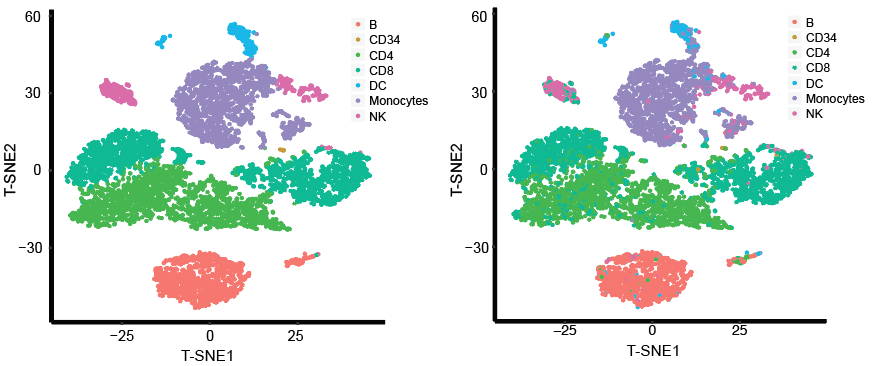 60
30
0
−30
T-SNE2
−25
0
25
T-SNE1
B
CD34
CD4
CD8
DC
Monocytes
NK
60
30
0
−30
T-SNE2
−25
0
25
T-SNE1
B
CD34
CD4
CD8
DC
Monocytes
NK